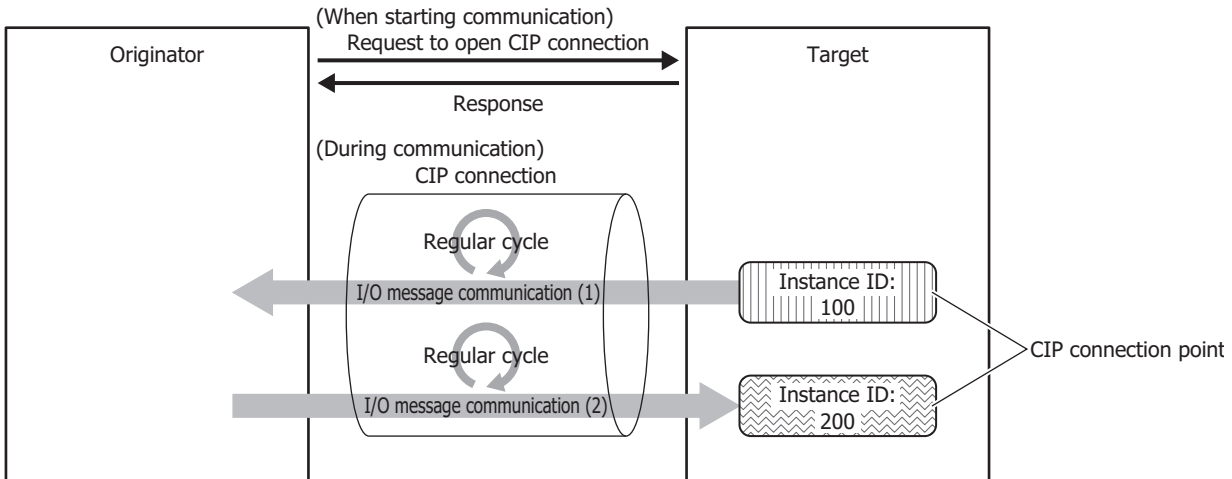 (When starting communication)
Request to open CIP connection
Originator
Target
Response
(During communication)
CIP connection
Regular cycle
I/O message communication (1)
Instance ID:
100
CIP connection point
Regular cycle
I/O message communication (2)
Instance ID:
200